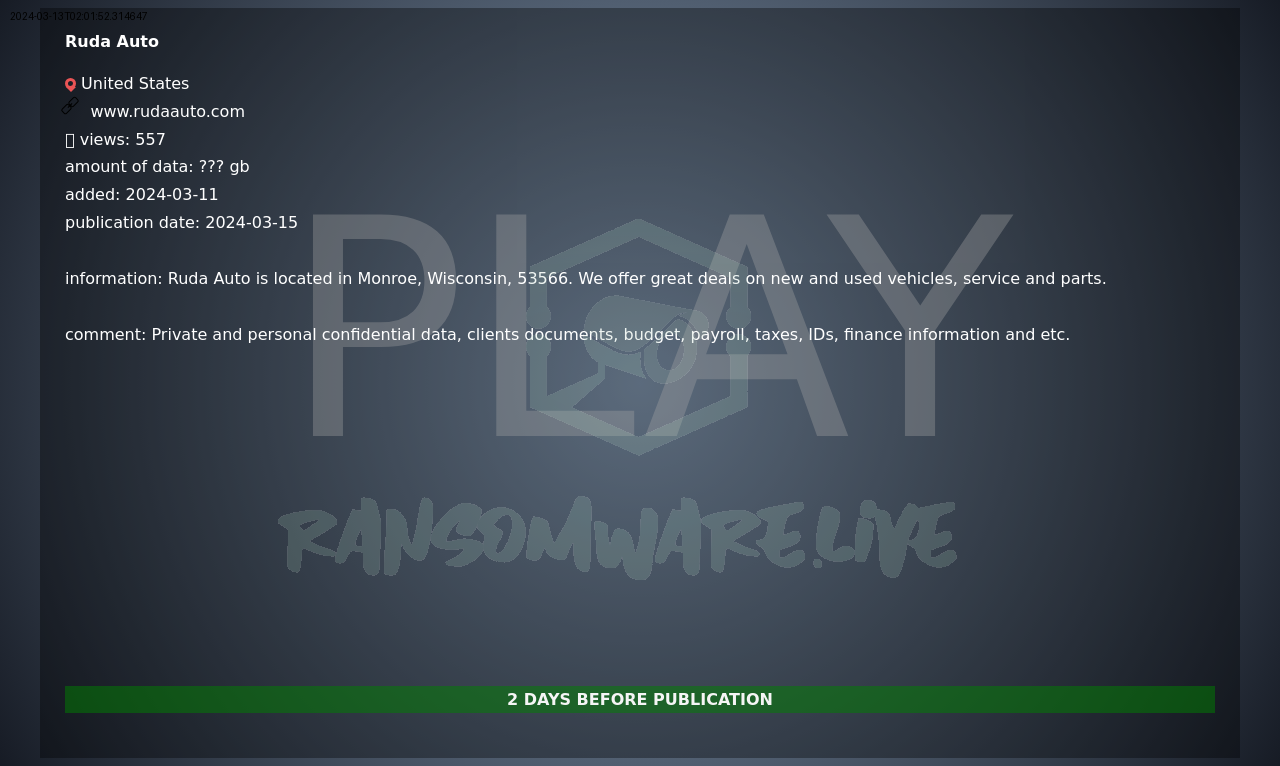 2024-03-13T02:01:52.314647
Ruda Auto
United States
www.rudaauto.com
views: 557
amount of data: ??? gb
added: 2024-03-11
publication date: 2024-03-15
information: Ruda Auto is located in Monroe, Wisconsin, 53566. We offer great deals on new and used vehicles, service and parts.
comment: Private and personal confidential data, clients documents, budget, payroll, taxes, IDs, finance information and etc.
PLAY
RANSOMWARE.LIVE
2 DAYS BEFORE PUBLICATION